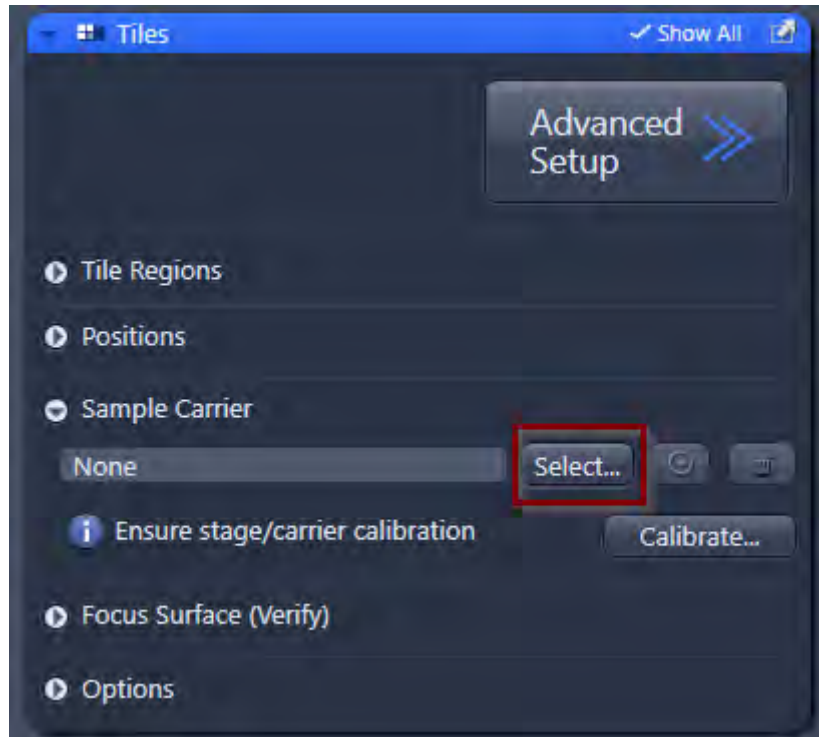 Tiles
Show All
Advanced
Setup
Tile Regions
Positions
Sample Carrier
None
Select...
Ensure stage/carrier calibration
Calibrate...
Focus Surface (Verify)
Options